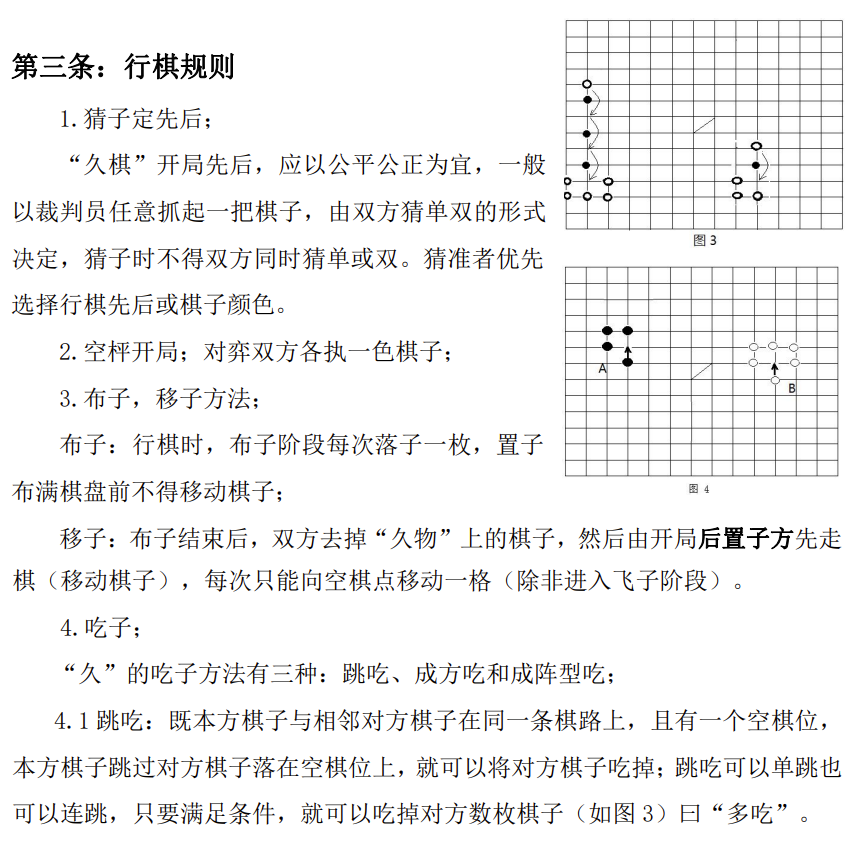 第三条：行棋规则
1.猜子定先后；
“久棋”开局先后，应以公平公正为宜，一般
以裁判员任意抓起一把棋子，由双方猜单双的形式
决定，猜子时不得双方同时猜单或双。猜准者优先
选择行棋先后或棋子颜色。
2.空枰开局；对弈双方各执一色棋子；
3.布子，移子方法；
布子：行棋时，布子阶段每次落子一枚，置子
布满棋盘前不得移动棋子；
移子：布子结束后，双方去掉“久物”上的棋子，然后由开局后置子方先走
棋（移动棋子），每次只能向空棋点移动一格（除非进入飞子阶段）。
4.吃子；
“久”的吃子方法有三种：跳吃、成方吃和成阵型吃；
4.1跳吃：既本方棋子与相邻对方棋子在同一条棋路上，且有一个空棋位，
本方棋子跳过对方棋子落在空棋位上，就可以将对方棋子吃掉；跳吃可以单跳也
可以连跳，只要满足条件，就可以吃掉对方数枚棋子（如图3）曰“多吃”。
图3
A
B
图 4